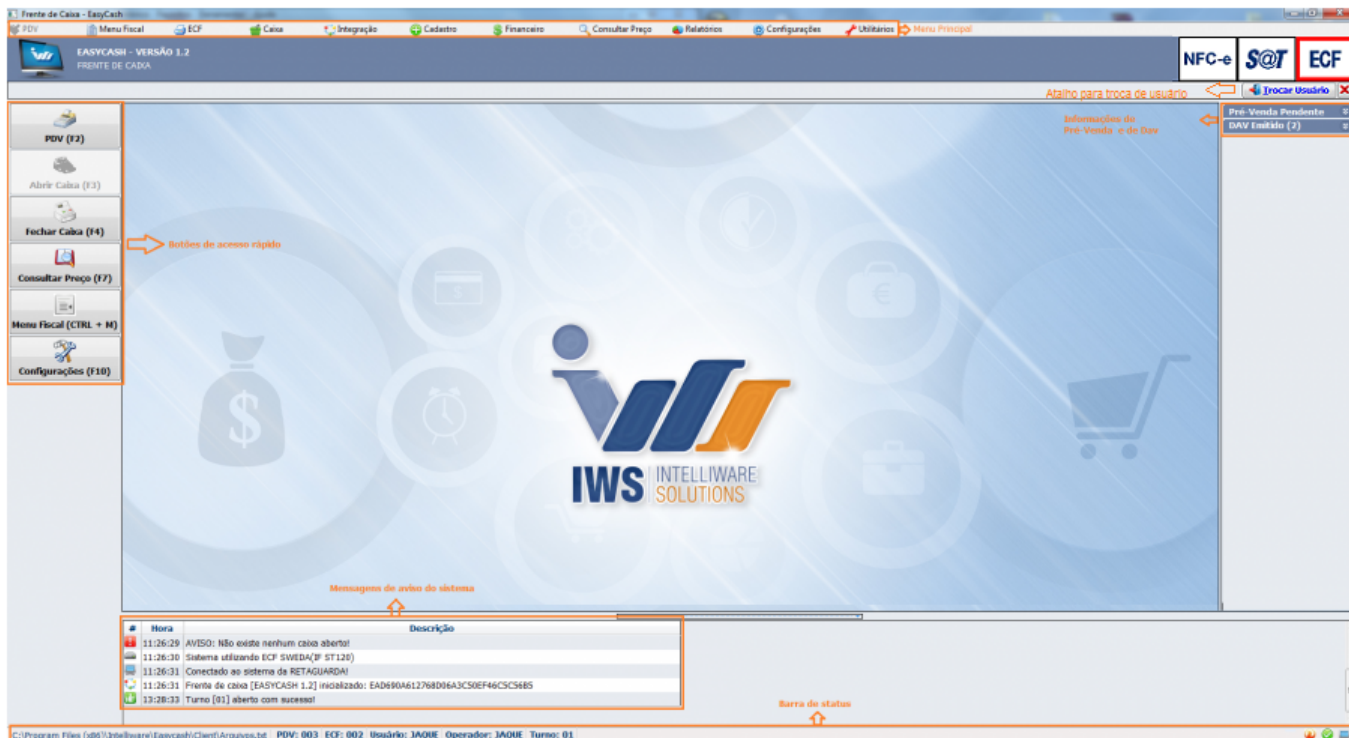 Frente de Caixa - EasyCash
PDV Menu Fiscal ECF Caixa Integração Cadastro Financeiro Consultar Preço Relatórios Configurações Utilitários Menu Principal
EASYCASH - VERSÃO 1.2
FRENTE DE CAIXA
NFC-e S@T ECF
Atalho para troca de usuário Trocar Usuário
PDV (F2)
Abrir Caixa (F3)
Fechar Caixa (F4)
Consultar Preço (F7)
Menu Fiscal (CTRL + M)
Configurações (F10)
Botões de acesso rápido
Informações de
Pré-Venda e de Dav
Pré-Venda Pendente
DAV Emitido (2)
IWS INTELLIWARE
SOLUTIONS
Mensagens de aviso do sistema
# Hora Descrição
11:26:29 AVISO: Não existe nenhum caixa aberto!
11:26:30 Sistema utilizando ECF SWEDA(IF ST120)
11:26:31 Conectado ao sistema da RETAGUARDA!
11:26:31 Frente de caixa [EASYCASH 1.2] inicializado: EAD690A612768D06A3C50EF46C5C56B5
13:28:33 Turno [01] aberto com sucesso!
Barra de status
C:\Program Files (x86)\Intelliware\Easycash\Client\Arquivos.txt PDV: 003 ECF: 002 Usuário: JAQUE Operador: JAQUE Turno: 01